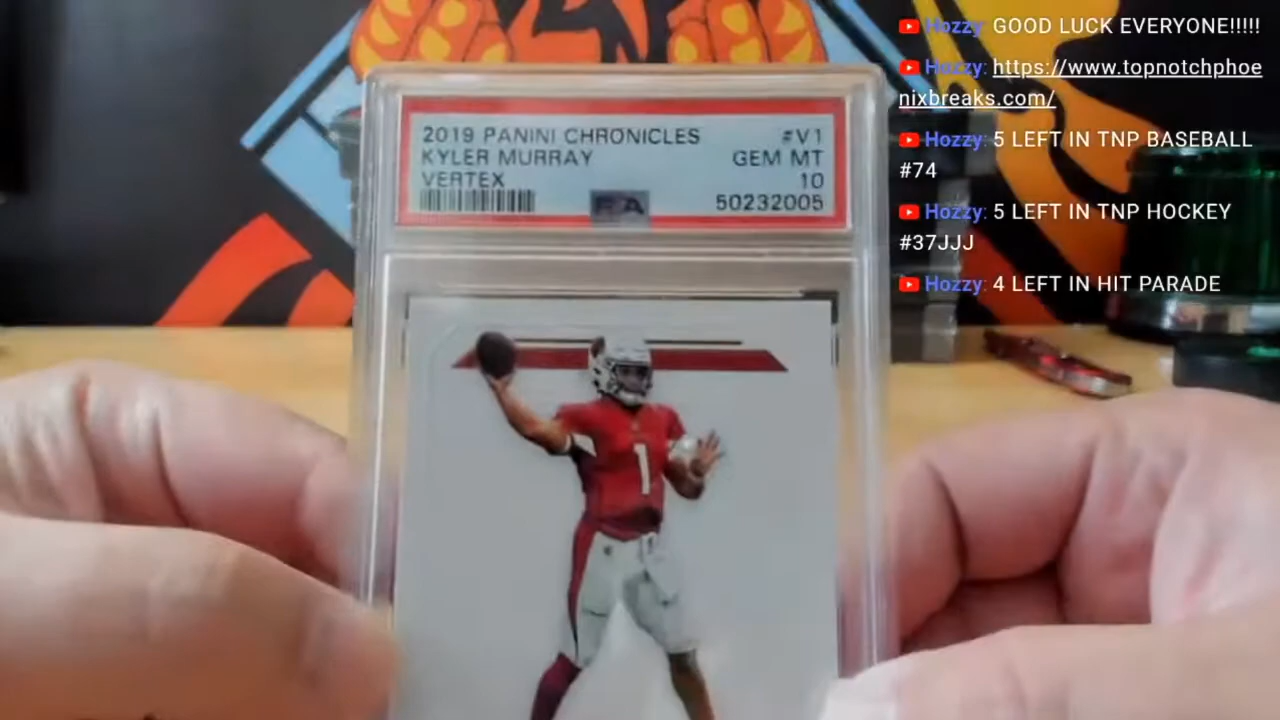 2019 PANINI CHRONICLES #V1
KYLER MURRAY GEM MT
VERTEX 10
PSA 50232005
1
Hozzy: GOOD LUCK EVERYONE!!!!!
Hozzy: https://www.topnotchphoe
nixbreaks.com/
Hozzy: 5 LEFT IN TNP BASEBALL
#74
Hozzy: 5 LEFT IN TNP HOCKEY
#37JJJ
Hozzy: 4 LEFT IN HIT PARADE